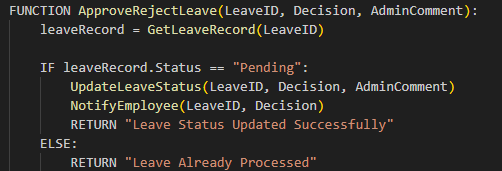 FUNCTION ApproveRejectLeave(LeaveID, Decision, AdminComment):
    leaveRecord = GetLeaveRecord(LeaveID)

    IF leaveRecord.Status == "Pending":
        UpdateLeaveStatus(LeaveID, Decision, AdminComment)
        NotifyEmployee(LeaveID, Decision)
        RETURN "Leave Status Updated Successfully"
    ELSE:
        RETURN "Leave Already Processed"